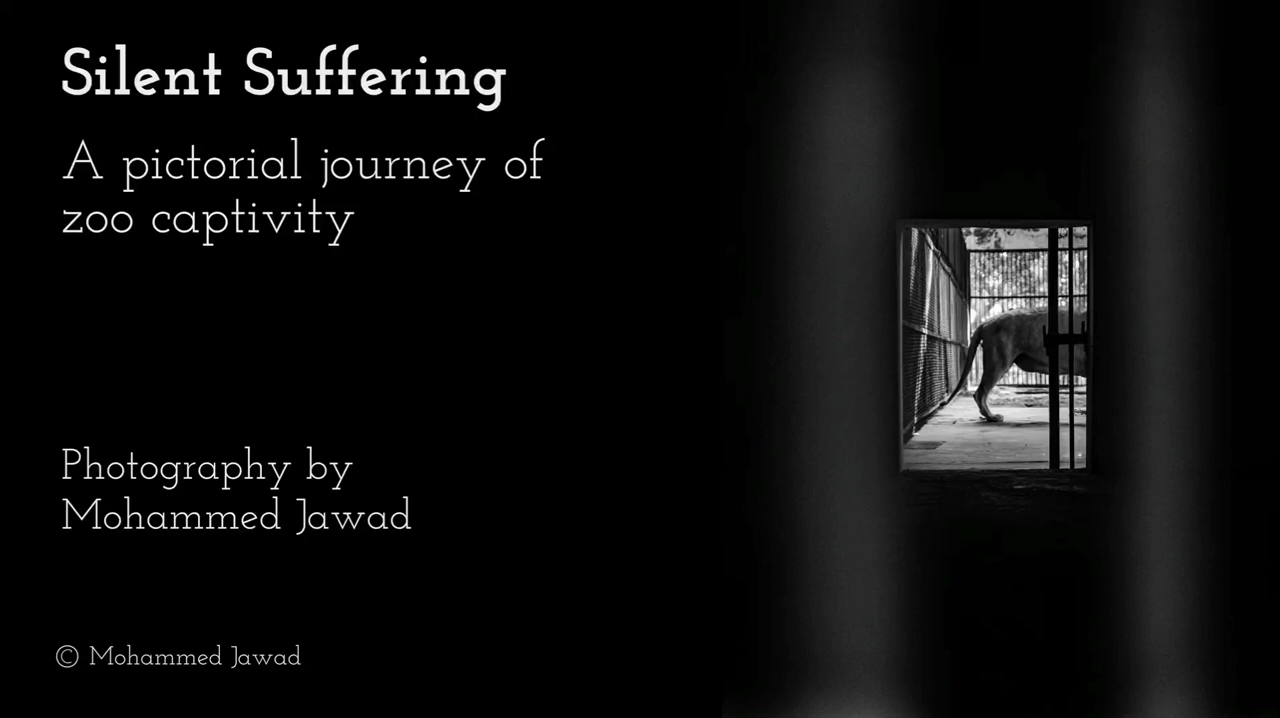 Silent Suffering
A pictorial journey of
zoo captivity
Photography by
Mohammed Jawad
© Mohammed Jawad